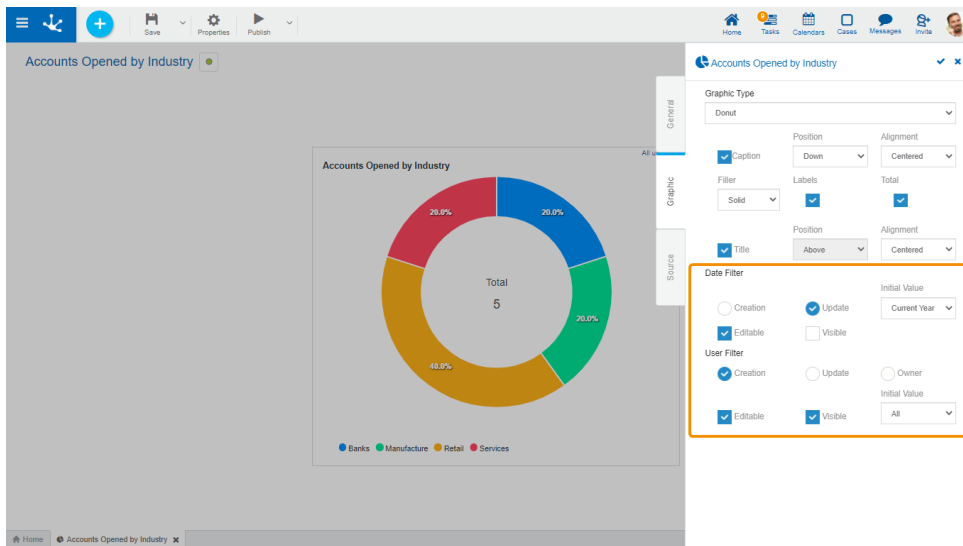 Save
Properties
Publish
Home
9
Tasks
Calendars
Cases
Messages
Invite
Accounts Opened by Industry
General
Graphic
Source
All u
Accounts Opened by Industry
20.0%
20.0%
20.0%
40.0%
Total
5
Banks
Manufacture
Retail
Services
Accounts Opened by Industry
Graphic Type
Donut
Position
Alignment
Caption
Down
Centered
Filler
Labels
Total
Solid
Position
Alignment
Title
Above
Centered
Date Filter
Initial Value
Creation
Update
Current Year
Editable
Visible
User Filter
Creation
Update
Owner
Initial Value
Editable
Visible
All
Home
Accounts Opened by Industry